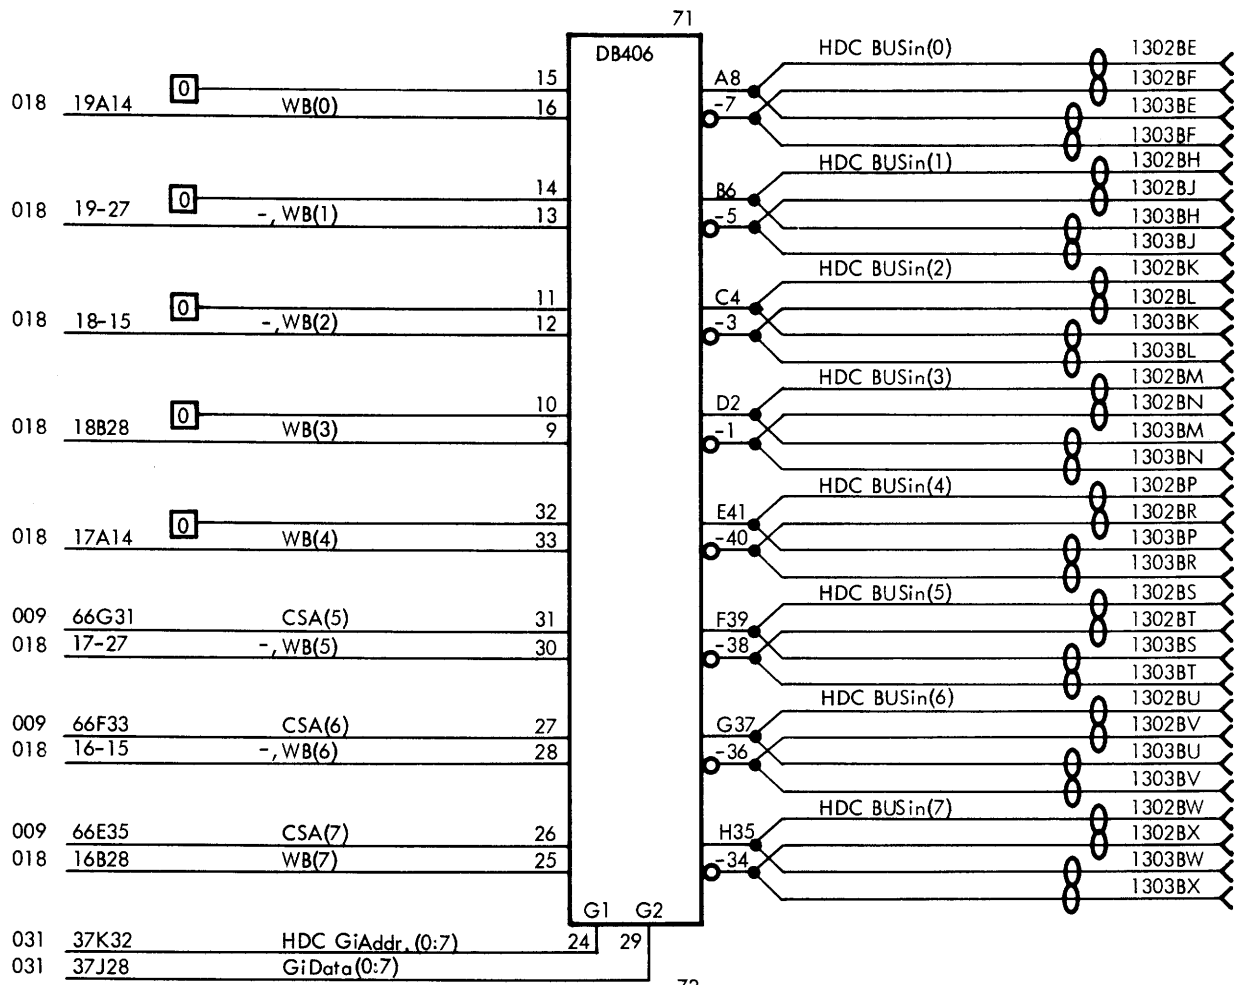 71
DB406
HDC BUSin(0) 1302BE
0 15 A8 1302BF
018 19A14 WB(0) 16 -7 1303BE
1303BF
HDC BUSin(1) 1302BH
0 14 B6 1302BJ
018 19-27 -,WB(1) 13 -5 1303BH
1303BJ
HDC BUSin(2) 1302BK
0 11 C4 1302BL
018 18-15 -,WB(2) 12 -3 1303BK
1303BL
HDC BUSin(3) 1302BM
0 10 D2 1302BN
018 18B28 WB(3) 9 -1 1303BM
1303BN
HDC BUSin(4) 1302BP
0 32 E41 1302BR
018 17A14 WB(4) 33 -40 1303BP
1303BR
HDC BUSin(5) 1302BS
009 66G31 CSA(5) 31 F39 1302BT
018 17-27 -,WB(5) 30 -38 1303BS
1303BT
HDC BUSin(6) 1302BU
009 66F33 CSA(6) 27 G37 1302BV
018 16-15 -,WB(6) 28 -36 1303BU
1303BV
HDC BUSin(7) 1302BW
009 66E35 CSA(7) 26 H35 1302BX
018 16B28 WB(7) 25 -34 1303BW
1303BX
G1 G2
031 37K32 HDC GiAddr.(0:7) 24 29
031 37J28 GiData(0:7)